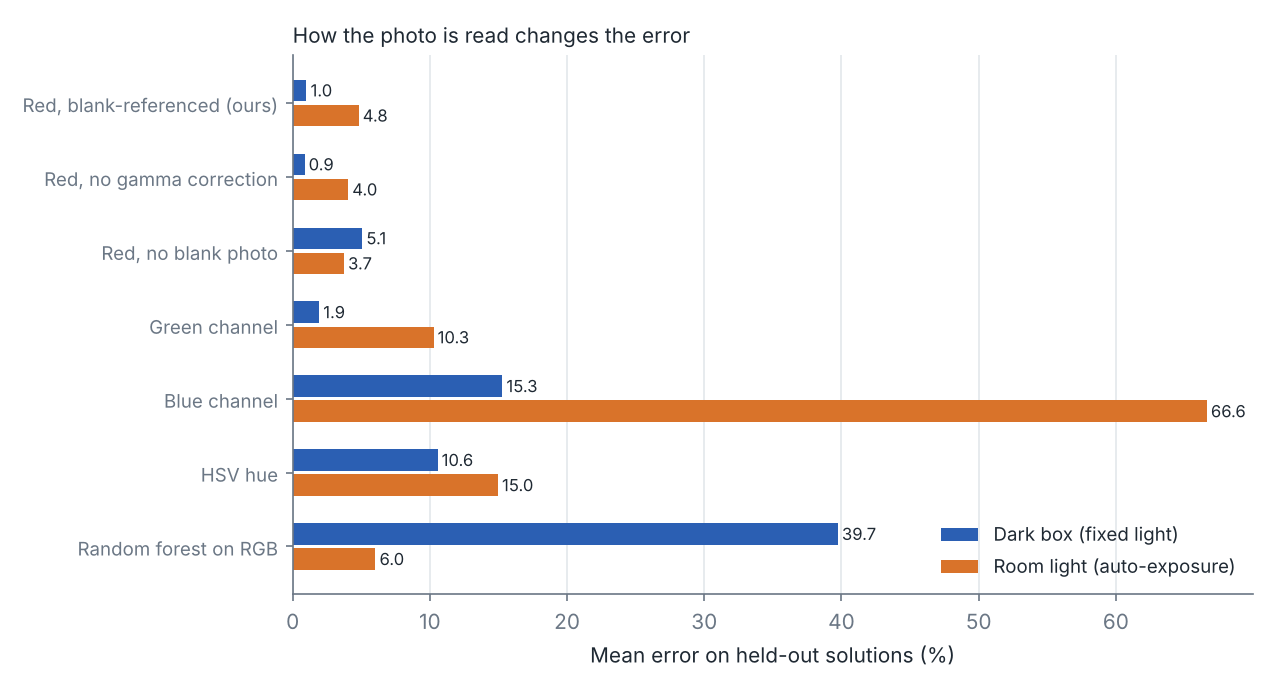 How the photo is read changes the error
Red, blank-referenced (ours)
1.0
4.8
Red, no gamma correction
0.9
4.0
Red, no blank photo
5.1
3.7
Green channel
1.9
10.3
Blue channel
15.3
66.6
HSV hue
10.6
15.0
Random forest on RGB
39.7
6.0
Dark box (fixed light)
Room light (auto-exposure)
0 10 20 30 40 50 60
Mean error on held-out solutions (%)